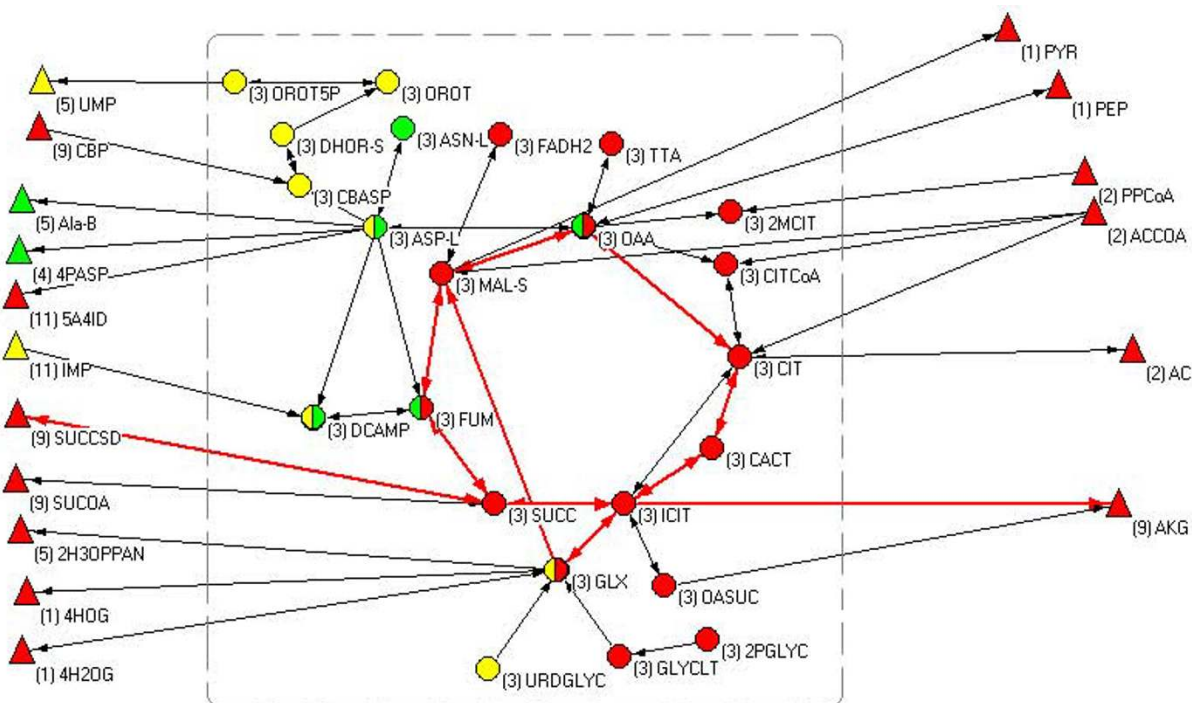 (1) PYR
(5) UMP
(3) OROT5P
(3) OROT
(1) PEP
(9) CBP
(3) DHOR-S
(3) ASN-L
(3) FADH2
(3) TTA
(3) CBASP
(2) PPCoA
(5) Ala-B
(3) ASP-L
(3) OAA
(3) 2MCIT
(2) ACCOA
(4) 4PASP
(3) MAL-S
(3) CITCoA
(11) 5A4ID
(11) IMP
(3) CIT
(2) AC
(9) SUCCSD
(3) DCAMP
(3) FUM
(3) CACT
(9) SUCOA
(3) SUCC
(3) ICIT
(9) AKG
(5) 2H3OPPAN
(3) GLX
(3) OASUC
(1) 4HOG
(1) 4H2OG
(3) URDGLYC
(3) GLYCLT
(3) 2PGLYC